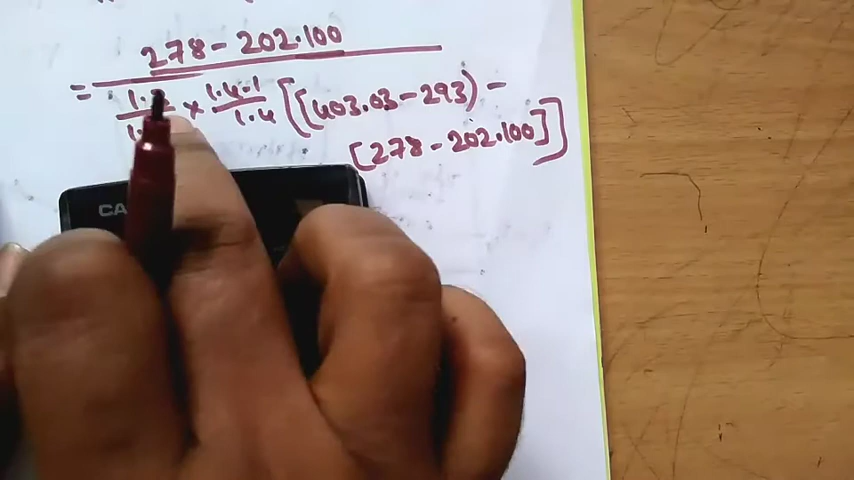 278 - 202.100
= × 1.4-1 / 1.4 [([403.03 - 293) -
[278 - 202.100]]
CA